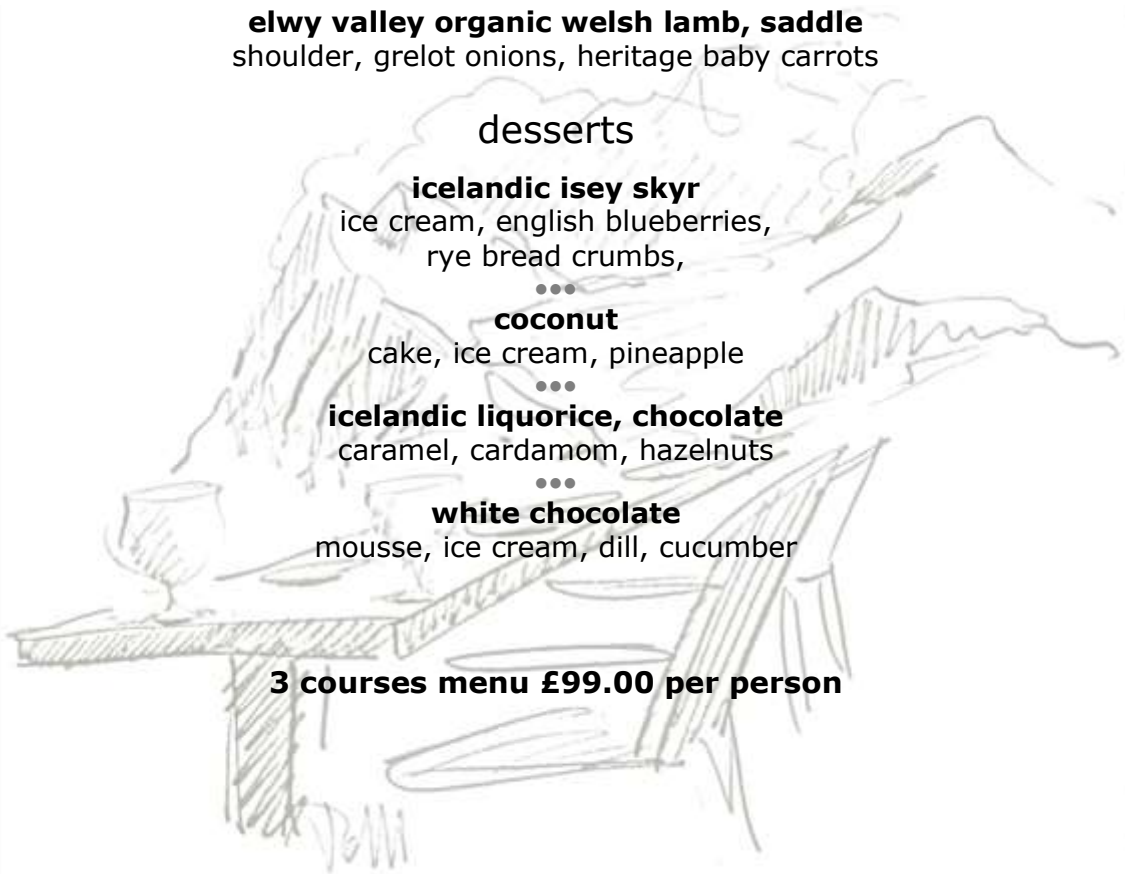 elwy valley organic welsh lamb, saddle
shoulder, grelot onions, heritage baby carrots
desserts
icelandic isey skyr
ice cream, english blueberries,
rye bread crumbs,
•••
coconut
cake, ice cream, pineapple
•••
icelandic liquorice, chocolate
caramel, cardamom, hazelnuts
•••
white chocolate
mousse, ice cream, dill, cucumber
3 courses menu £99.00 per person